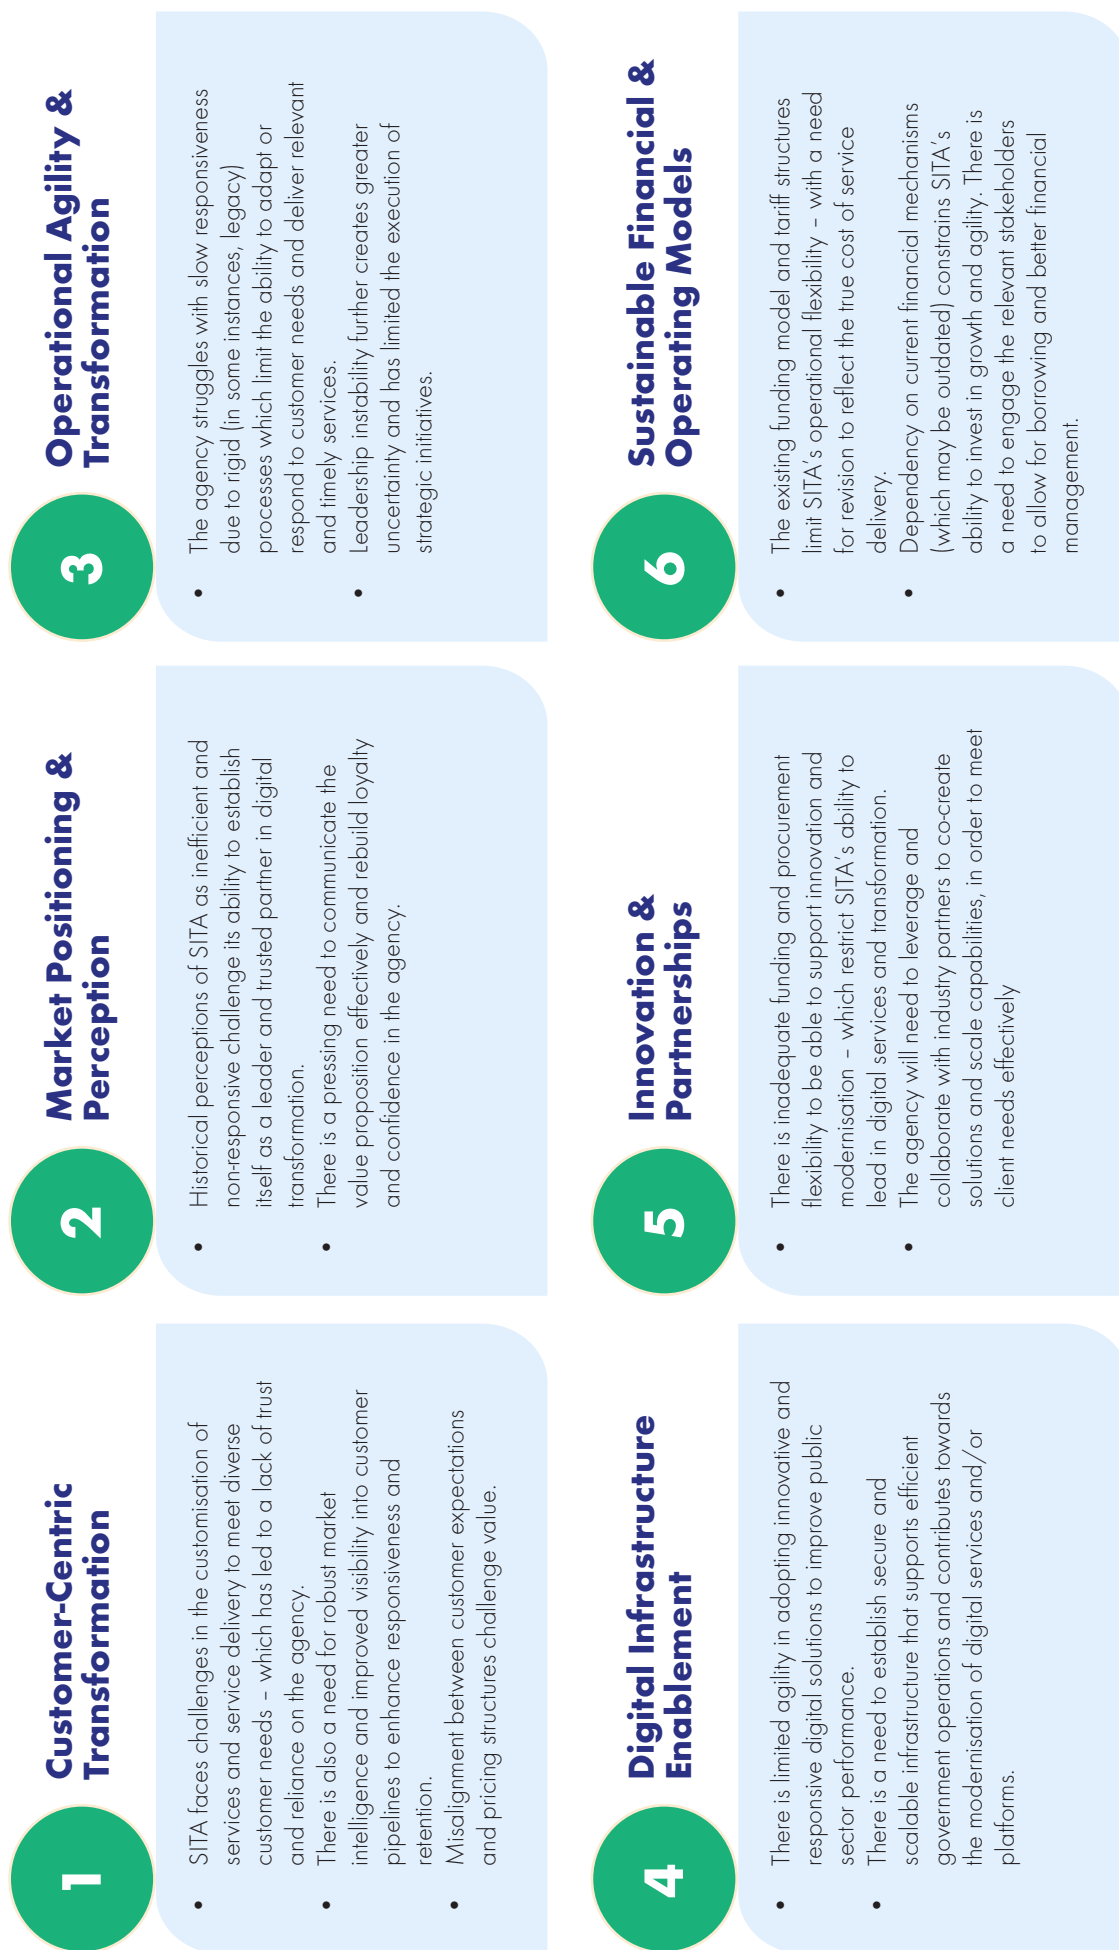 1
Customer-Centric
Transformation
• SITA faces challenges in the customisation of
services and service delivery to meet diverse
customer needs – which has led to a lack of trust
and reliance on the agency.
• There is also a need for robust market
intelligence and improved visibility into customer
pipelines to enhance responsiveness and
retention.
• Misalignment between customer expectations
and pricing structures challenge value.
2
Market Positioning &
Perception
• Historical perceptions of SITA as inefficient and
non-responsive challenge its ability to establish
itself as a leader and trusted partner in digital
transformation.
• There is a pressing need to communicate the
value proposition effectively and rebuild loyalty
and confidence in the agency.
3
Operational Agility &
Transformation
• The agency struggles with slow responsiveness
due to rigid (in some instances, legacy)
processes which limit the ability to adapt or
respond to customer needs and deliver relevant
and timely services.
• Leadership instability further creates greater
uncertainty and has limited the execution of
strategic initiatives.
4
Digital Infrastructure
Enablement
• There is limited agility in adopting innovative and
responsive digital solutions to improve public
sector performance.
• There is a need to establish secure and
scalable infrastructure that supports efficient
government operations and contributes towards
the modernisation of digital services and/or
platforms.
5
Innovation &
Partnerships
• There is inadequate funding and procurement
flexibility to be able to support innovation and
modernisation – which restrict SITA's ability to
lead in digital services and transformation.
• The agency will need to leverage and
collaborate with industry partners to co-create
solutions and scale capabilities, in order to meet
client needs effectively
6
Sustainable Financial &
Operating Models
• The existing funding model and tariff structures
limit SITA's operational flexibility – with a need
for revision to reflect the true cost of service
delivery.
• Dependency on current financial mechanisms
(which may be outdated) constrains SITA's
ability to invest in growth and agility. There is
a need to engage the relevant stakeholders
to allow for borrowing and better financial
management.